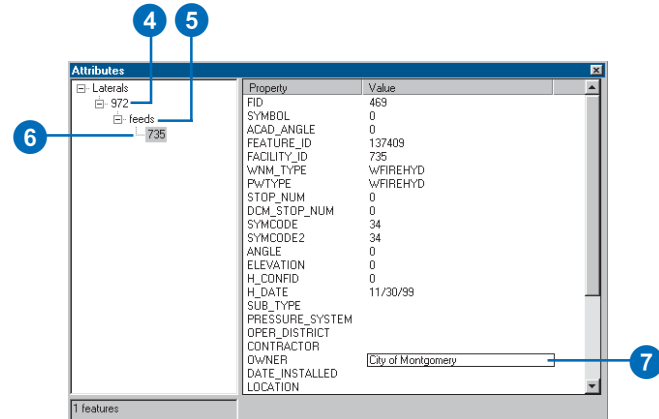 4 5
Attributes
Laterals
972
feeds
6
735
Property Value
FID 469
SYMBOL 0
ACAD_ANGLE 0
FEATURE_ID 137409
FACILITY_ID 735
WNM_TYPE WFIREHYD
PWTYPE WFIREHYD
STOP_NUM 0
DCM_STOP_NUM 0
SYMCODE 34
SYMCODE2 34
ANGLE 0
ELEVATION 0
H_CONFID 0
H_DATE 11/30/99
SUB_TYPE
PRESSURE_SYSTEM
OPER_DISTRICT
CONTRACTOR
OWNER City of Montgomery
7
DATE_INSTALLED
LOCATION
1 features